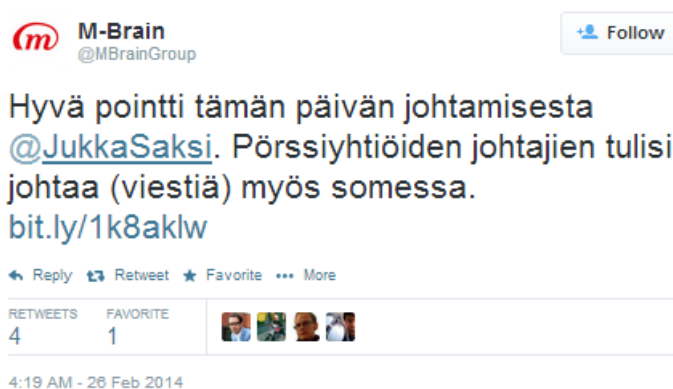 M-Brain
@MBrainGroup
Follow
Hyvä pointti tämän päivän johtamisesta
@JukkaSaksi. Pörssiyhtiöiden johtajien tulisi
johtaa (viestiä) myös somessa.
bit.ly/1k8aklw
Reply Retweet Favorite More
RETWEETS FAVORITE
4 1
4:19 AM - 26 Feb 2014